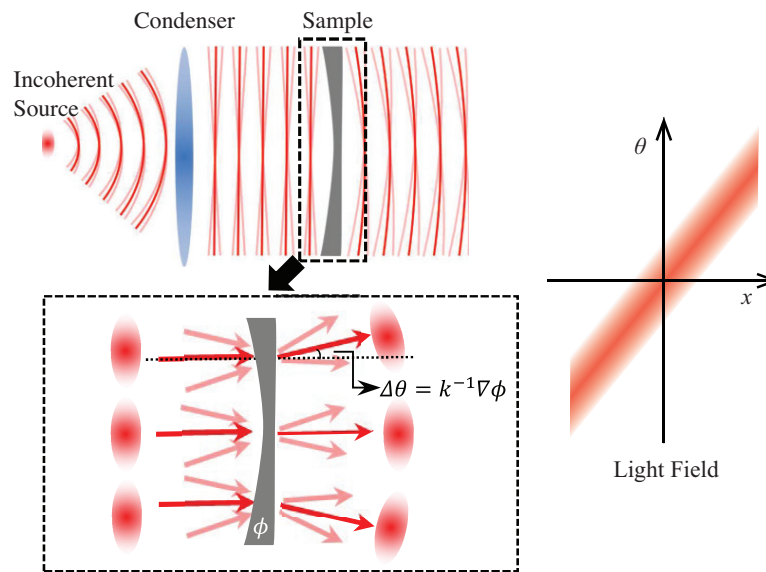 Condenser
Sample
Incoherent
Source
θ
x
Δθ = k⁻¹∇ϕ
ϕ
Light Field